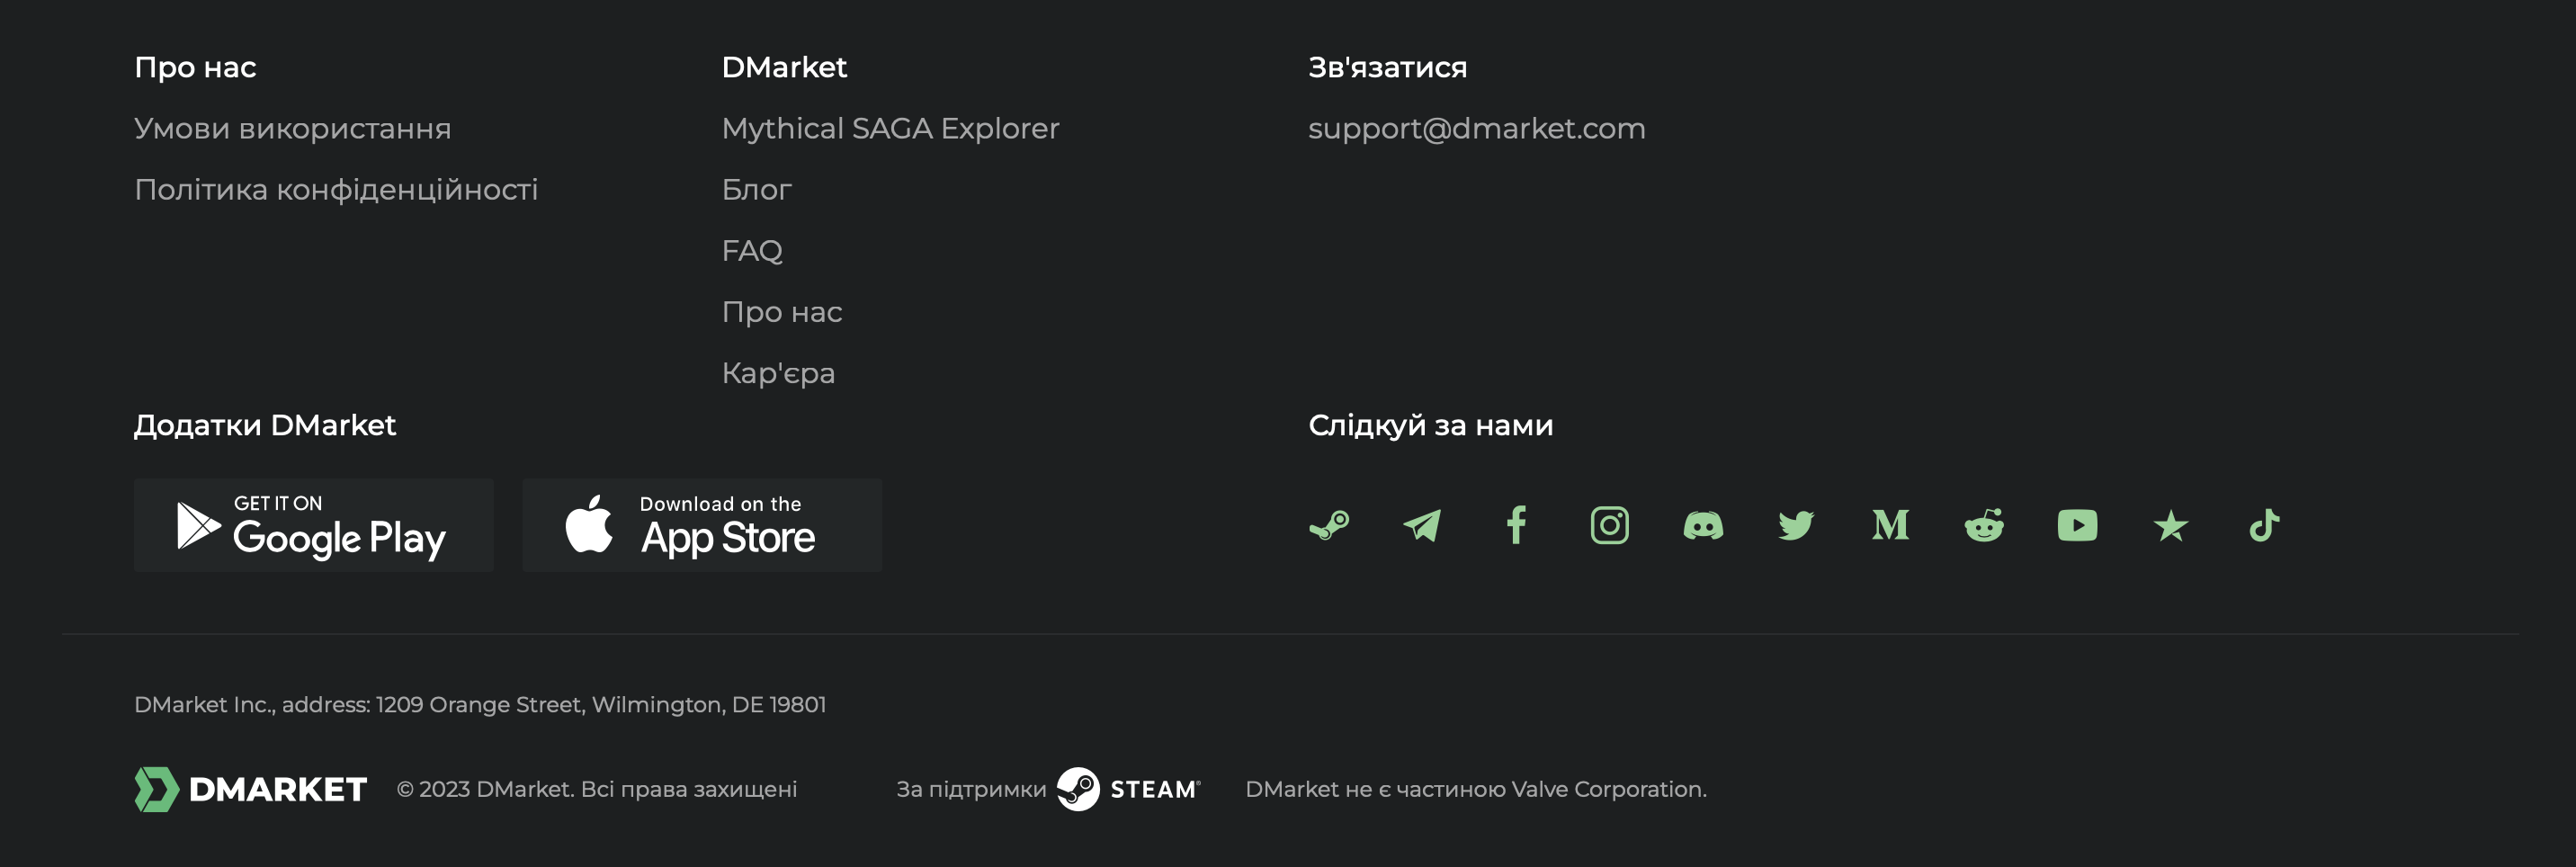 Про нас
Умови використання
Політика конфіденційності
DMarket
Mythical SAGA Explorer
Блог
FAQ
Про нас
Кар'єра
Зв'язатися
support@dmarket.com
Додатки DMarket
GET IT ON
Google Play
Download on the
App Store
Слідкуй за нами
DMarket Inc., address: 1209 Orange Street, Wilmington, DE 19801
DMARKET © 2023 DMarket. Всі права захищені За підтримки STEAM® DMarket не є частиною Valve Corporation.